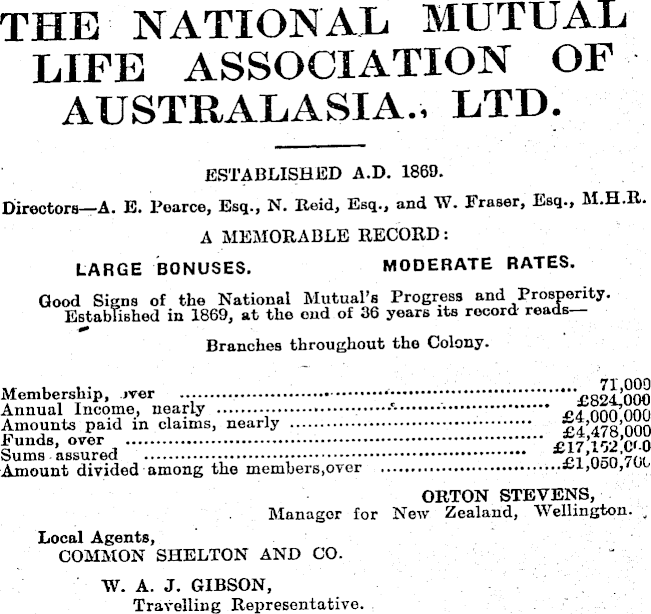 THE NATIONAL MUTUAL
LIFE ASSOCIATION OF
AUSTRALASIA., LTD.
ESTABLISHED A.D. 1869.
Directors—A. E. Pearce, Esq., N. Reid, Esq., and W. Fraser, Esq., M.H.R.
A MEMORABLE RECORD:
LARGE BONUSES. MODERATE RATES.
Good Signs of the National Mutual's Progress and Prosperity.
Established in 1869, at the end of 36 years its record reads—
Branches throughout the Colony.
Membership, over ... 71,000
Annual Income, nearly ... £824,000
Amounts paid in claims, nearly ... £4,000,000
Funds, over ... £4,478,000
Sums assured ...
Amount divided among the members,over ...
ORTON STEVENS,
Manager for New Zealand, Wellington.
Local Agents,
COMMON SHELTON AND CO.
W. A. J. GIBSON,
Travelling Representative.